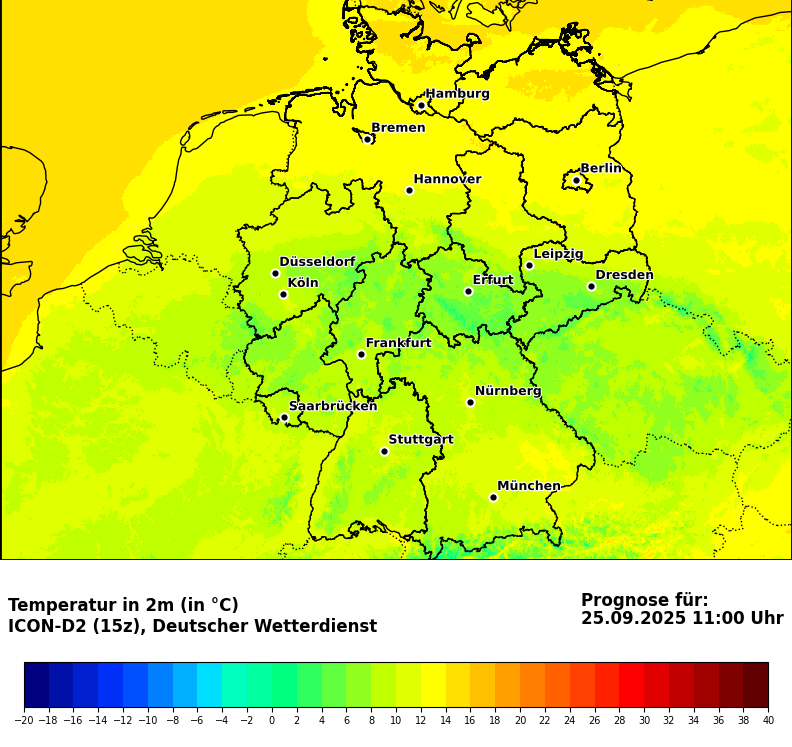 Hamburg
Bremen
Berlin
Hannover
Leipzig
Düsseldorf
Dresden
Köln
Erfurt
Frankfurt
Nürnberg
Saarbrücken
Stuttgart
München
Temperatur in 2m (in °C)
ICON-D2 (15z), Deutscher Wetterdienst
Prognose für:
25.09.2025 11:00 Uhr
−20 −18 −16 −14 −12 −10 −8 −6 −4 −2 0 2 4 6 8 10 12 14 16 18 20 22 24 26 28 30 32 34 36 38 40